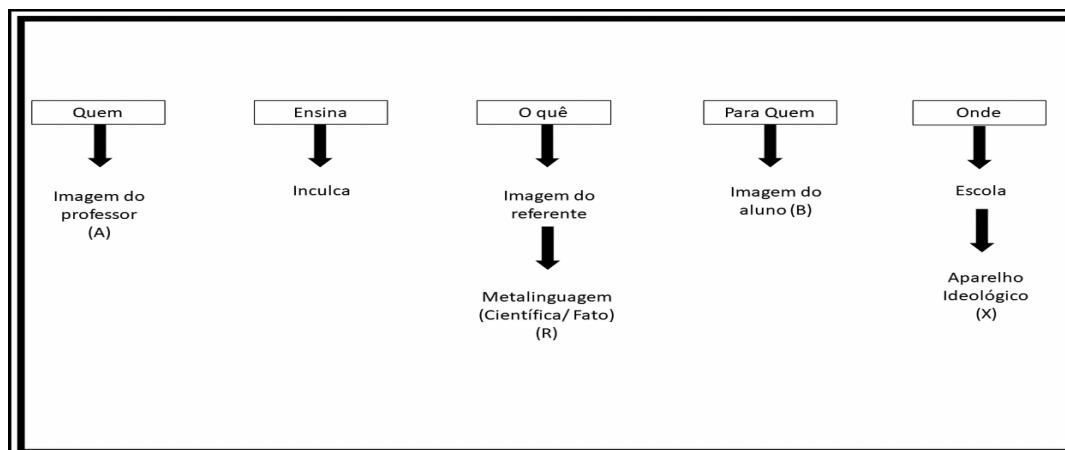 Quem
Ensina
O quê
Para Quem
Onde
Imagem do
professor
(A)
Inculca
Imagem do
referente
Metalinguagem
(Científica/ Fato)
(R)
Imagem do
aluno (B)
Escola
Aparelho
Ideológico
(X)